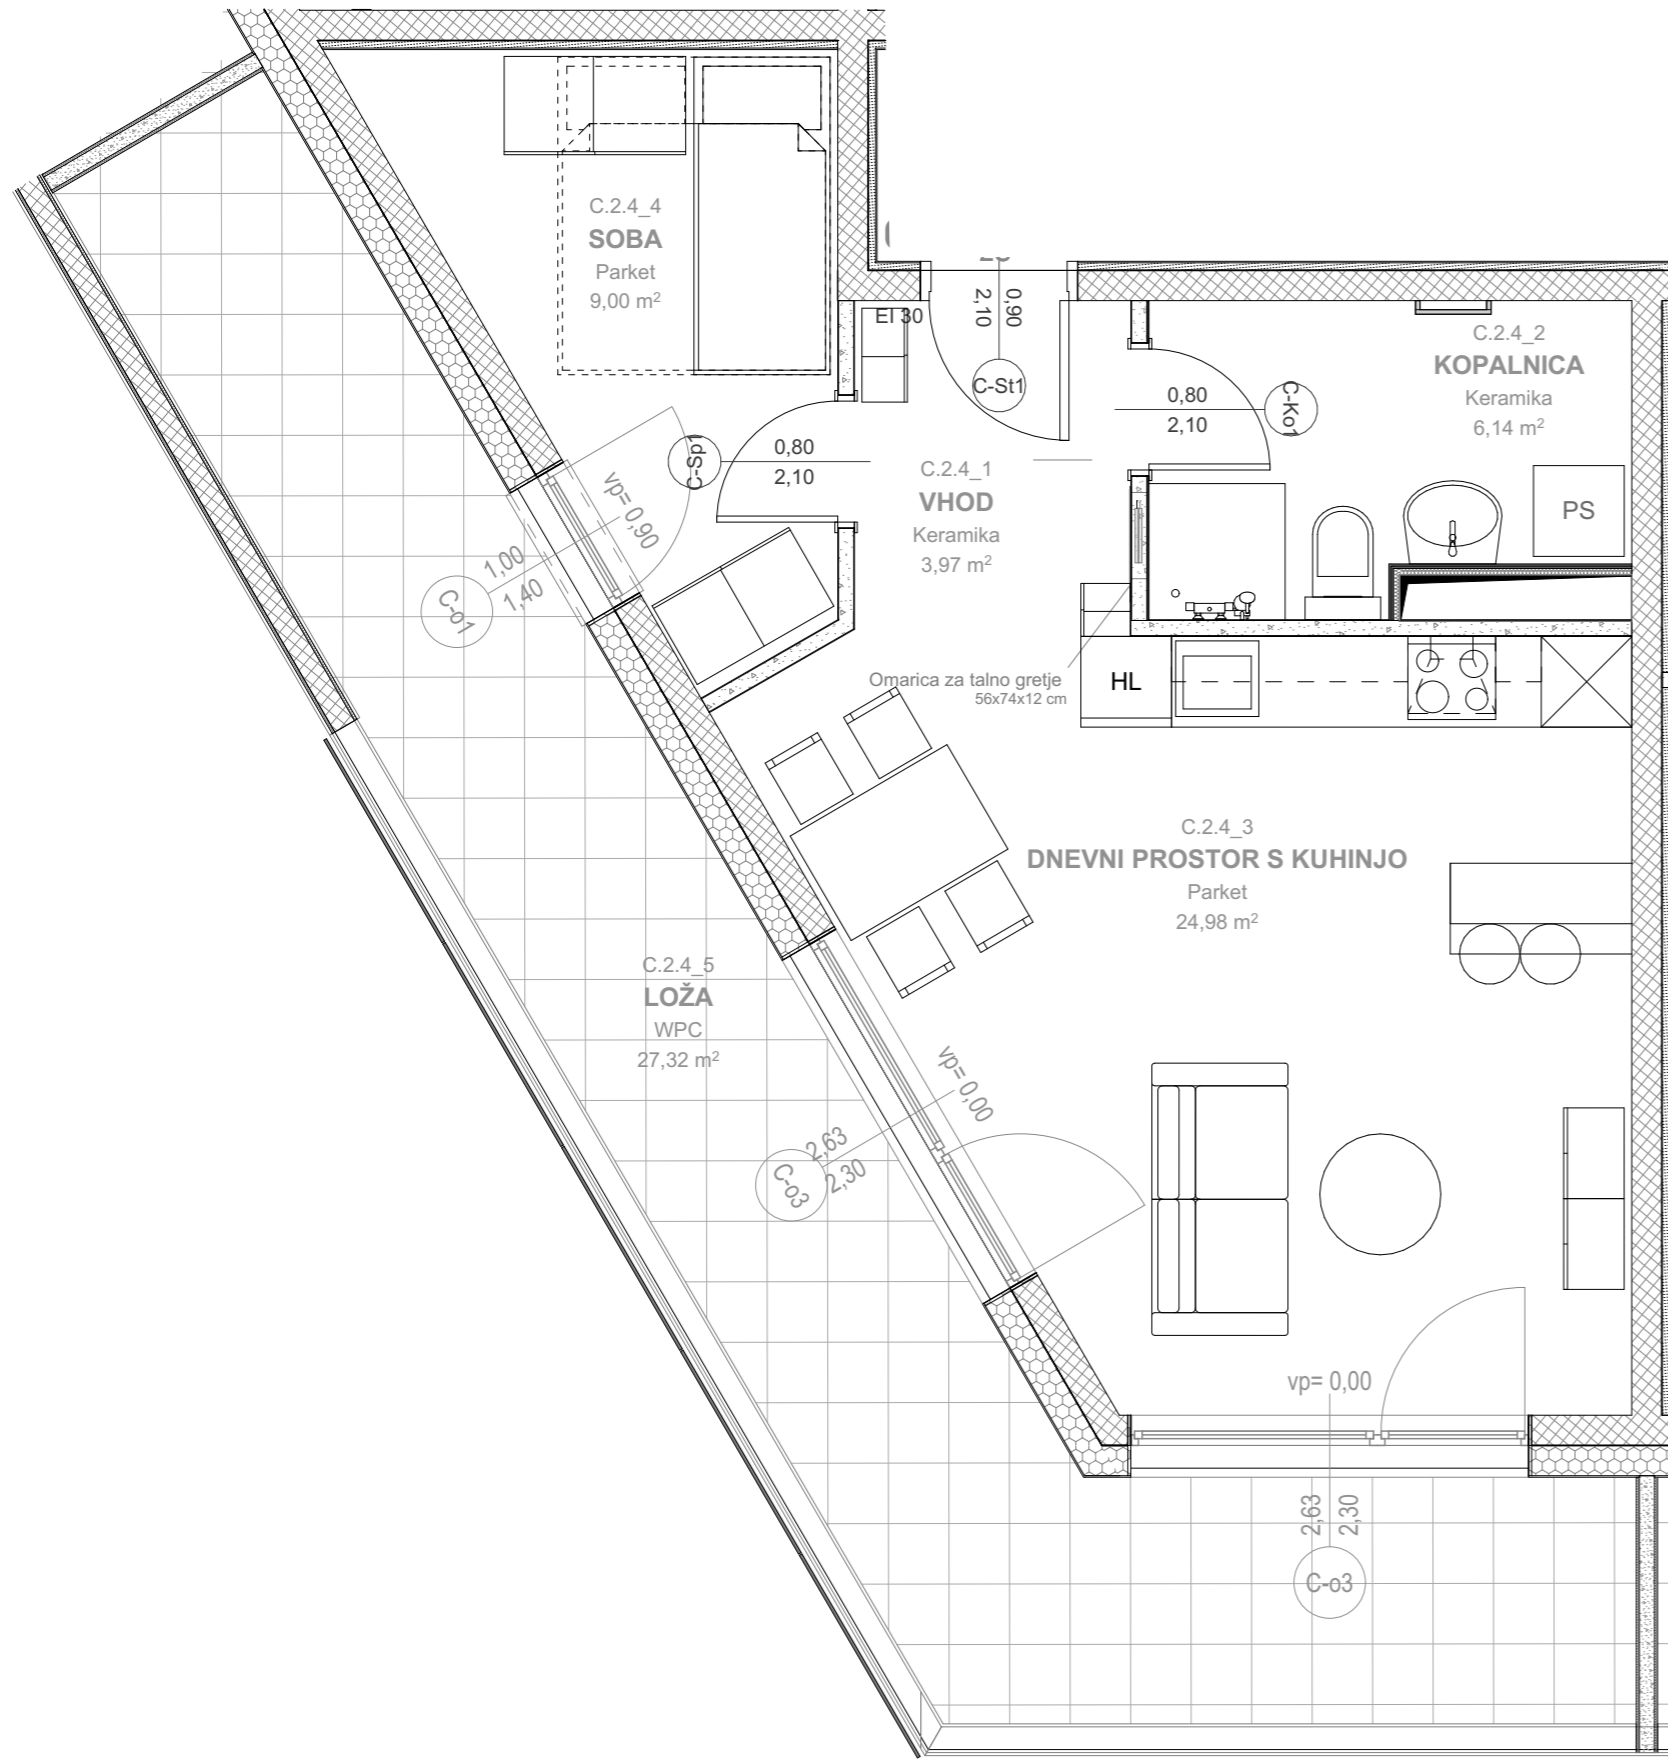 C.2.4_4
SOBA
Parket
9,00 m²
EI 30
0,90
2,10
C-St1
C.2.4_2
KOPALNICA
Keramika
6,14 m²
0,80
2,10
C-Ko1
C-Sp1
0,80
2,10
C.2.4_1
VHOD
Keramika
3,97 m²
PS
vp= 0,90
1,00
1,40
C-o1
Omarica za talno gretje
56x74x12 cm
HL
C.2.4_3
DNEVNI PROSTOR S KUHINJO
Parket
24,98 m²
C.2.4_5
LOŽA
WPC
27,32 m²
vp= 0,00
2,63
2,30
C-o3
vp= 0,00
2,63
2,30
C-o3